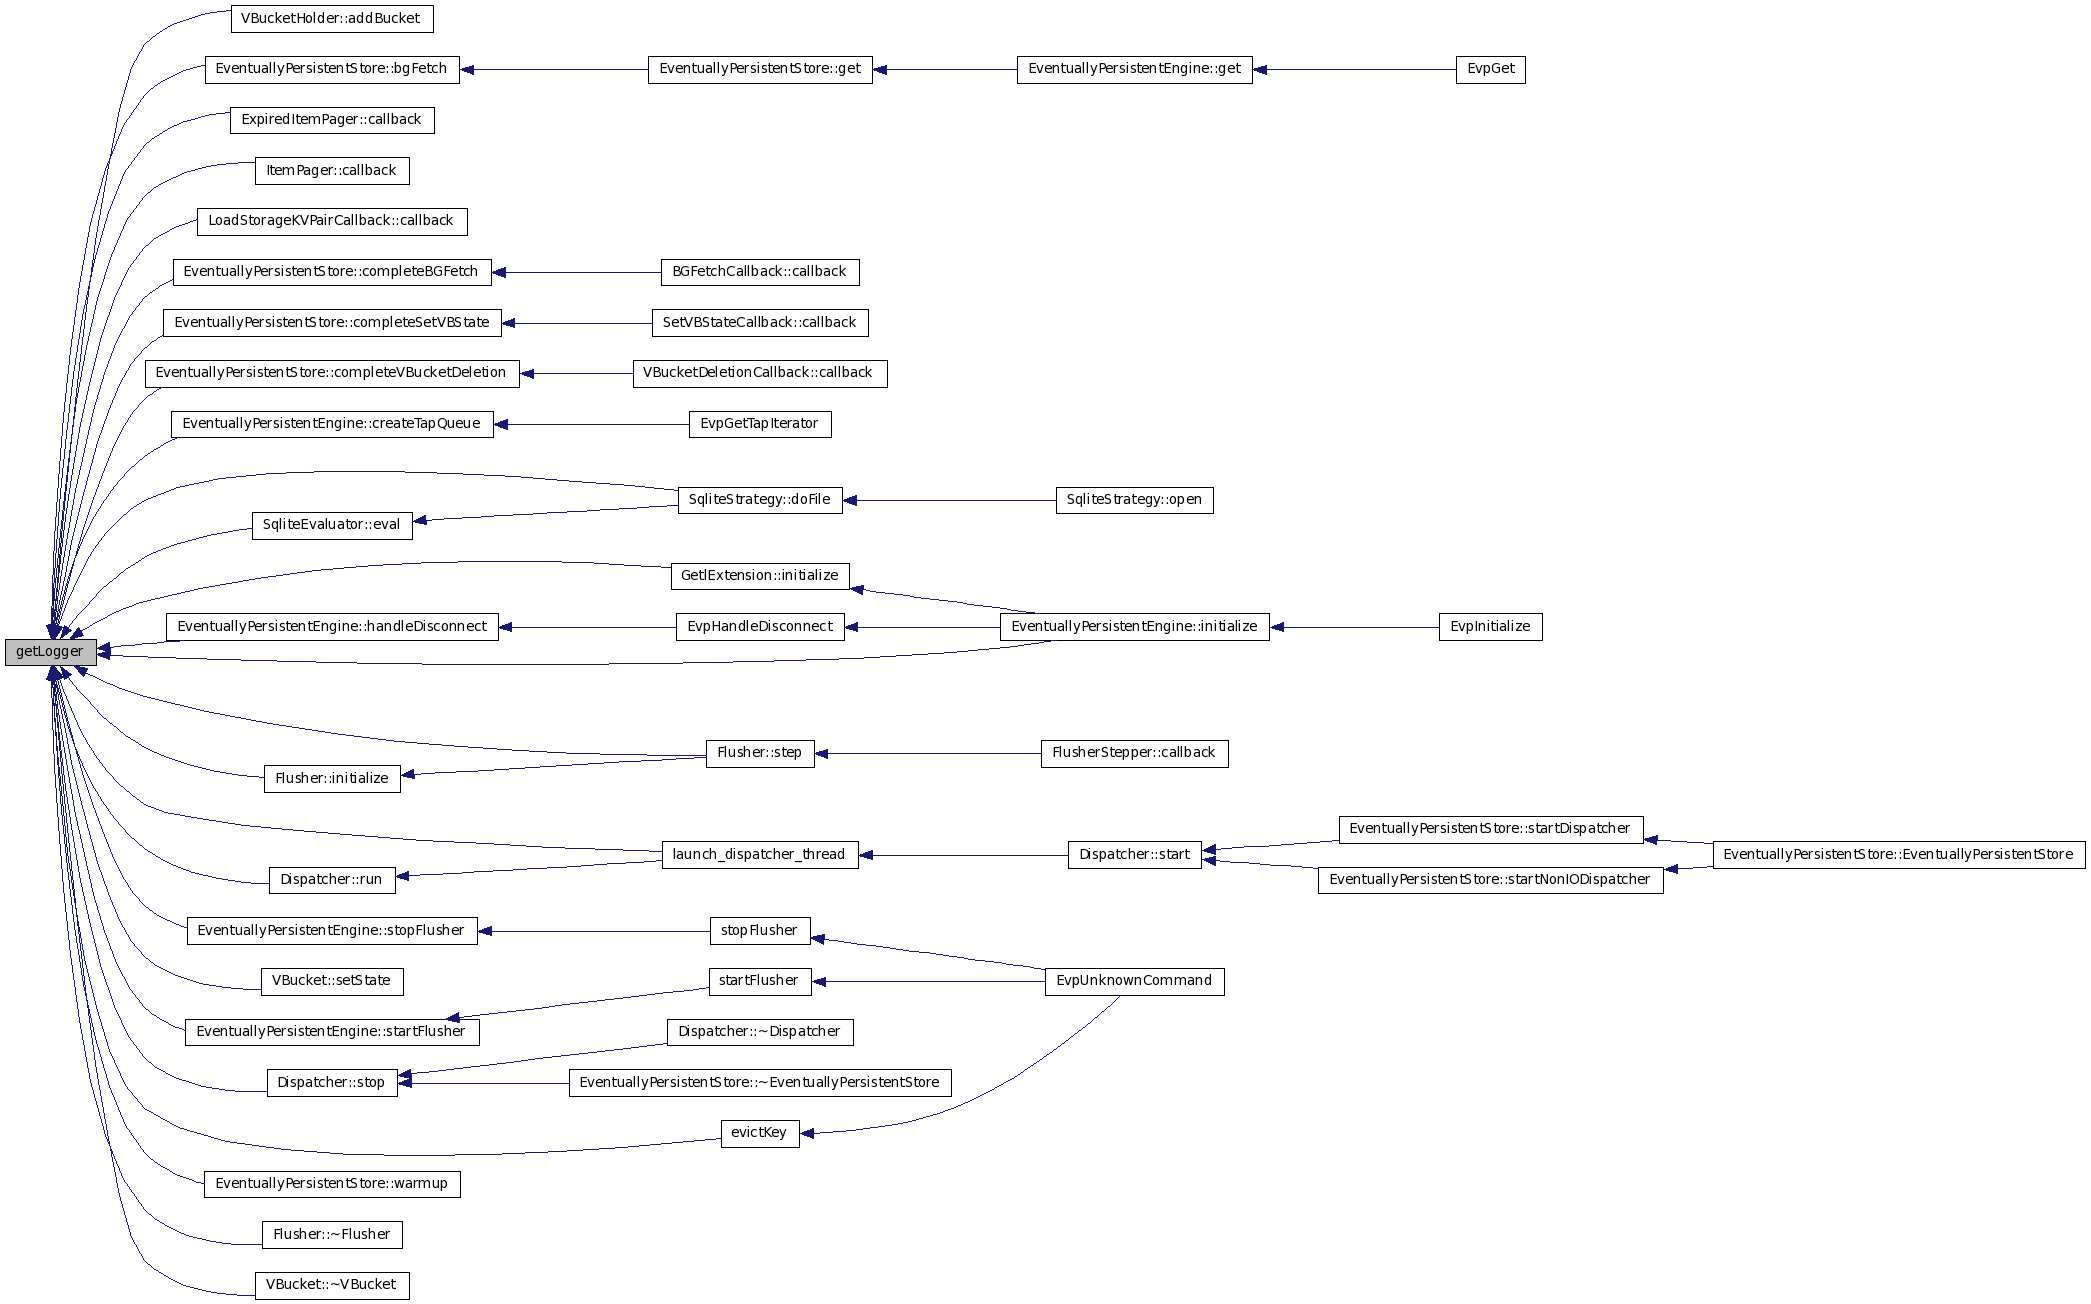 VBucketHolder::addBucket
EventuallyPersistentStore::bgFetch
EventuallyPersistentStore::get
EventuallyPersistentEngine::get
EvpGet
ExpiredItemPager::callback
ItemPager::callback
LoadStorageKVPairCallback::callback
EventuallyPersistentStore::completeBGFetch
BGFetchCallback::callback
EventuallyPersistentStore::completeSetVBState
SetVBStateCallback::callback
EventuallyPersistentStore::completeVBucketDeletion
VBucketDeletionCallback::callback
EventuallyPersistentEngine::createTapQueue
EvpGetTapIterator
SqliteStrategy::doFile
SqliteStrategy::open
SqliteEvaluator::eval
GetlExtension::initialize
EventuallyPersistentEngine::handleDisconnect
EvpHandleDisconnect
EventuallyPersistentEngine::initialize
EvpInitialize
getLogger
Flusher::step
FlusherStepper::callback
Flusher::initialize
launch_dispatcher_thread
Dispatcher::start
EventuallyPersistentStore::startDispatcher
EventuallyPersistentStore::EventuallyPersistentStore
Dispatcher::run
EventuallyPersistentStore::startNonIODispatcher
EventuallyPersistentEngine::stopFlusher
stopFlusher
VBucket::setState
startFlusher
EvpUnknownCommand
EventuallyPersistentEngine::startFlusher
Dispatcher::~Dispatcher
Dispatcher::stop
EventuallyPersistentStore::~EventuallyPersistentStore
evictKey
EventuallyPersistentStore::warmup
Flusher::~Flusher
VBucket::~VBucket